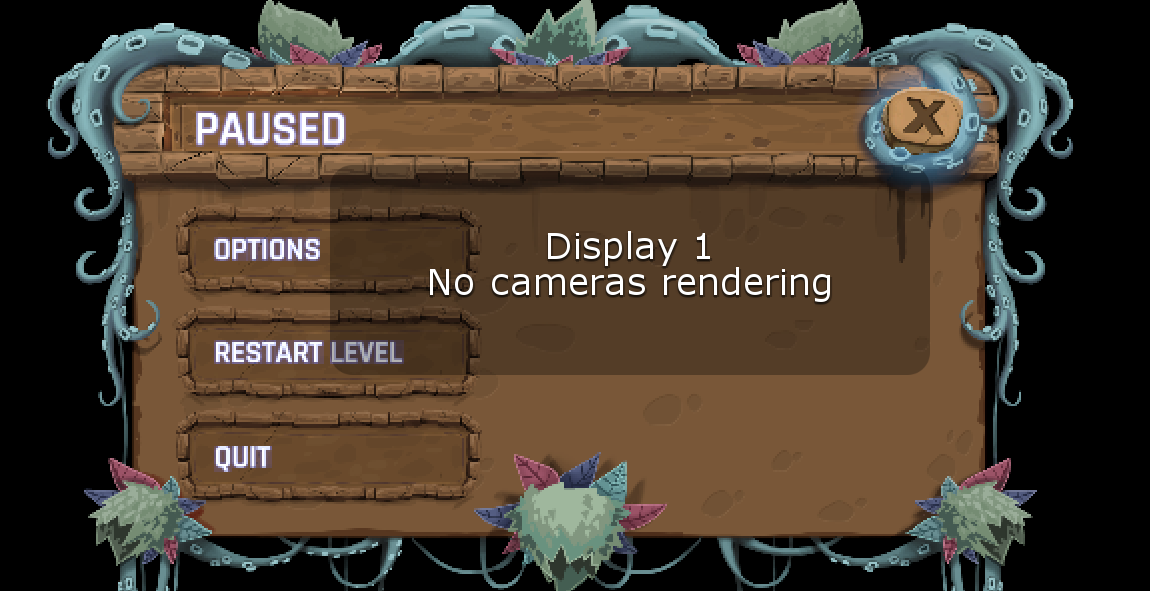 PAUSED
X
Display 1
No cameras rendering
OPTIONS
RESTART LEVEL
QUIT